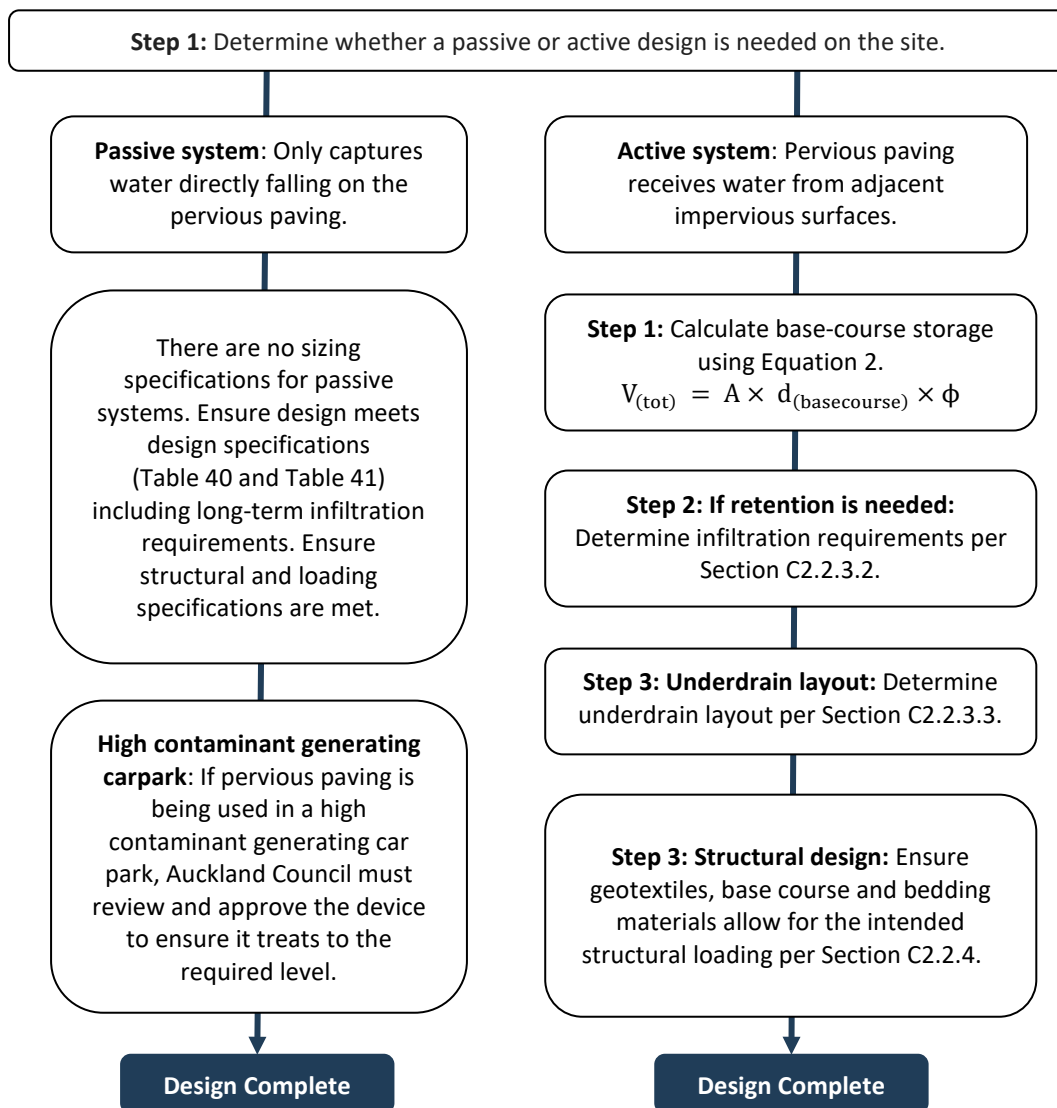 Step 1: Determine whether a passive or active design is needed on the site.
Passive system: Only captures
water directly falling on the
pervious paving.
There are no sizing
specifications for passive
systems. Ensure design meets
design specifications
(Table 40 and Table 41)
including long-term infiltration
requirements. Ensure
structural and loading
specifications are met.
High contaminant generating
carpark: If pervious paving is
being used in a high
contaminant generating car
park, Auckland Council must
review and approve the device
to ensure it treats to the
required level.
Design Complete
Active system: Pervious paving
receives water from adjacent
impervious surfaces.
Step 1: Calculate base-course storage
using Equation 2.
V(tot) = A × d(basecourse) × ϕ
Step 2: If retention is needed:
Determine infiltration requirements per
Section C2.2.3.2.
Step 3: Underdrain layout: Determine
underdrain layout per Section C2.2.3.3.
Step 3: Structural design: Ensure
geotextiles, base course and bedding
materials allow for the intended
structural loading per Section C2.2.4.
Design Complete